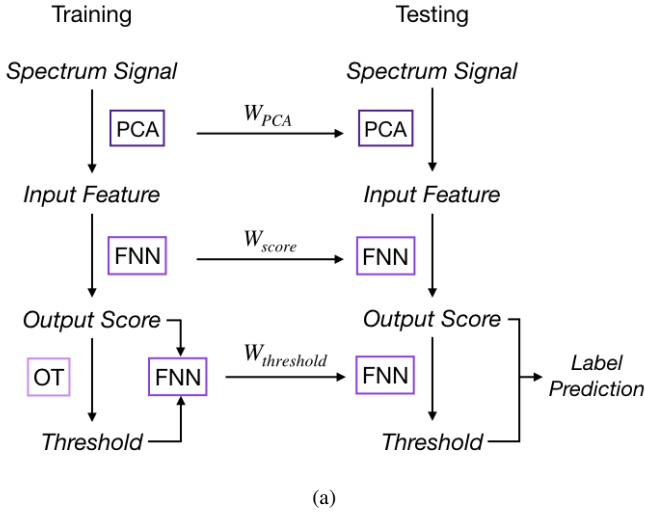 Training
Testing
Spectrum Signal
Spectrum Signal
PCA
W_PCA
PCA
Input Feature
Input Feature
FNN
W_score
FNN
Output Score
Output Score
OT
FNN
W_threshold
FNN
Label
Prediction
Threshold
Threshold
(a)